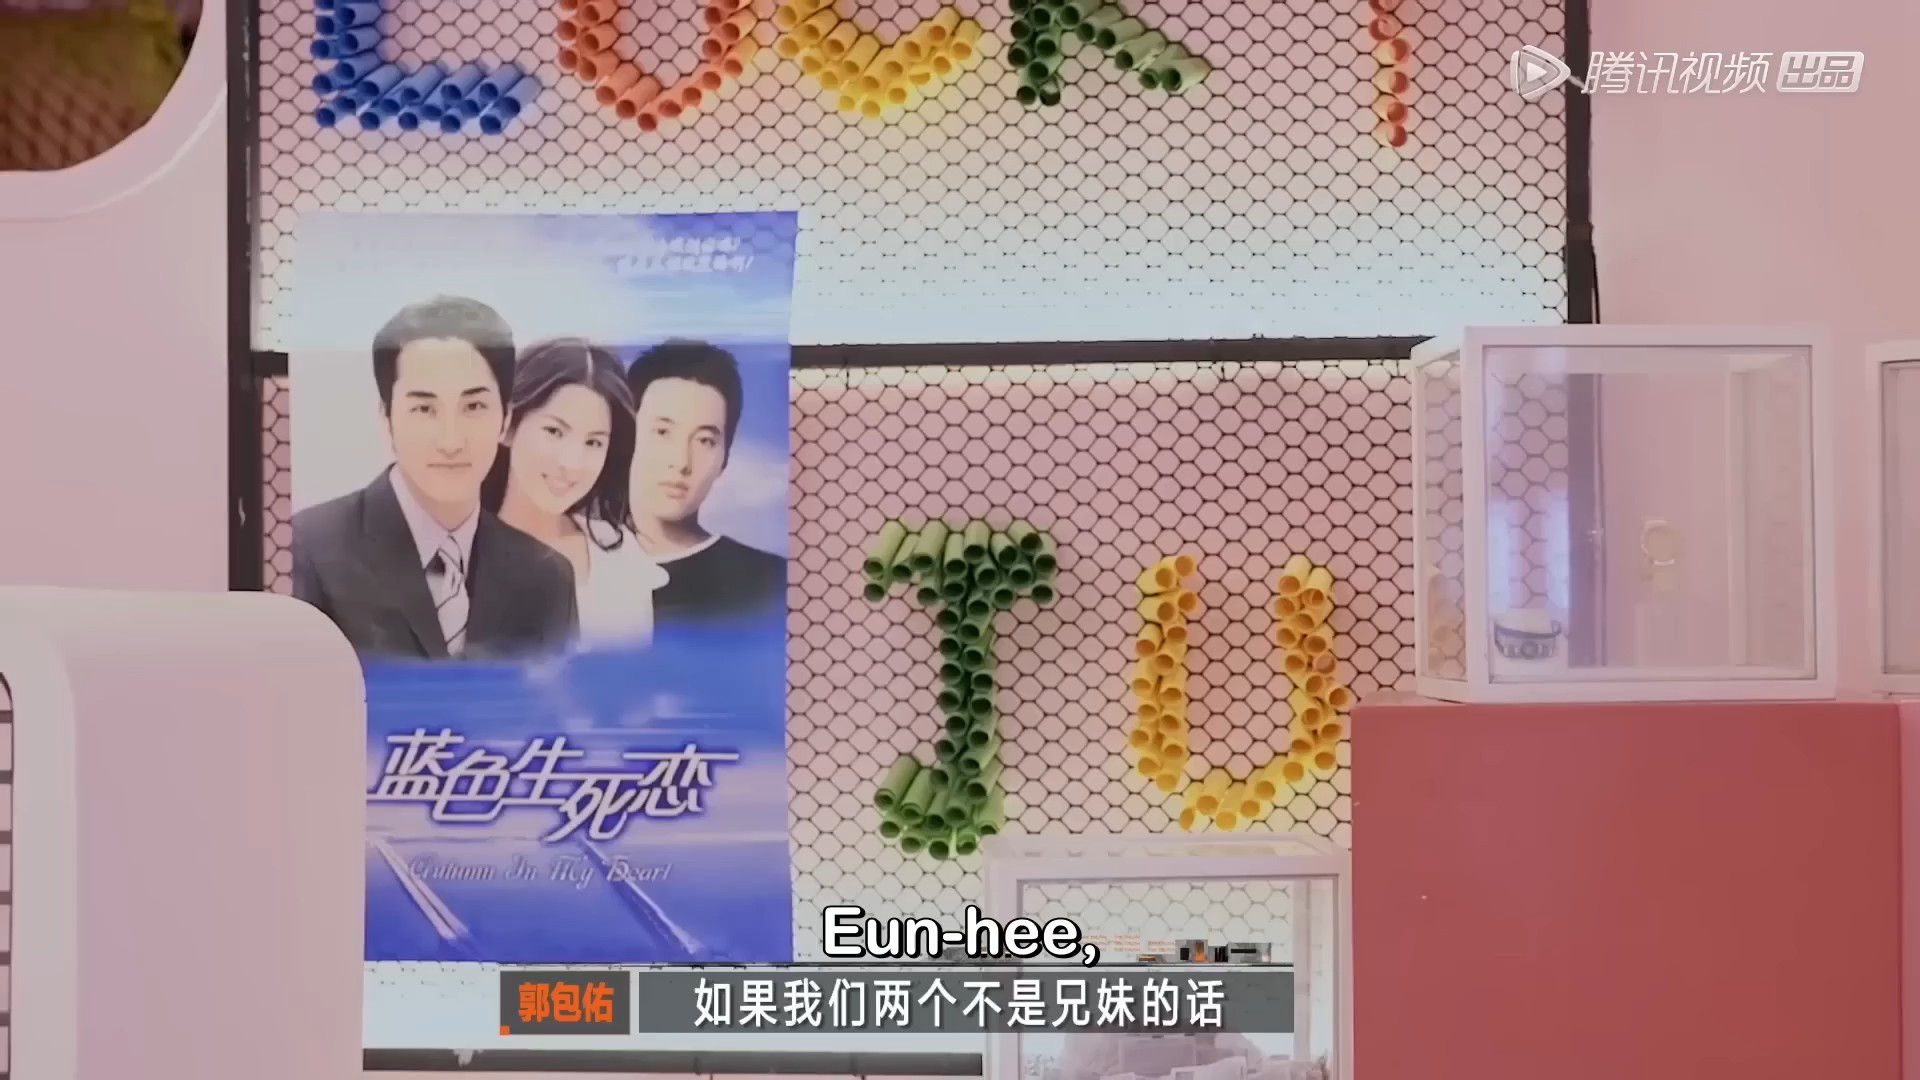 LUCKY
腾讯视频 出品
JU
蓝色生死恋
Autumn In My Heart
Eun-hee,
郭包佑
如果我们两个不是兄妹的话